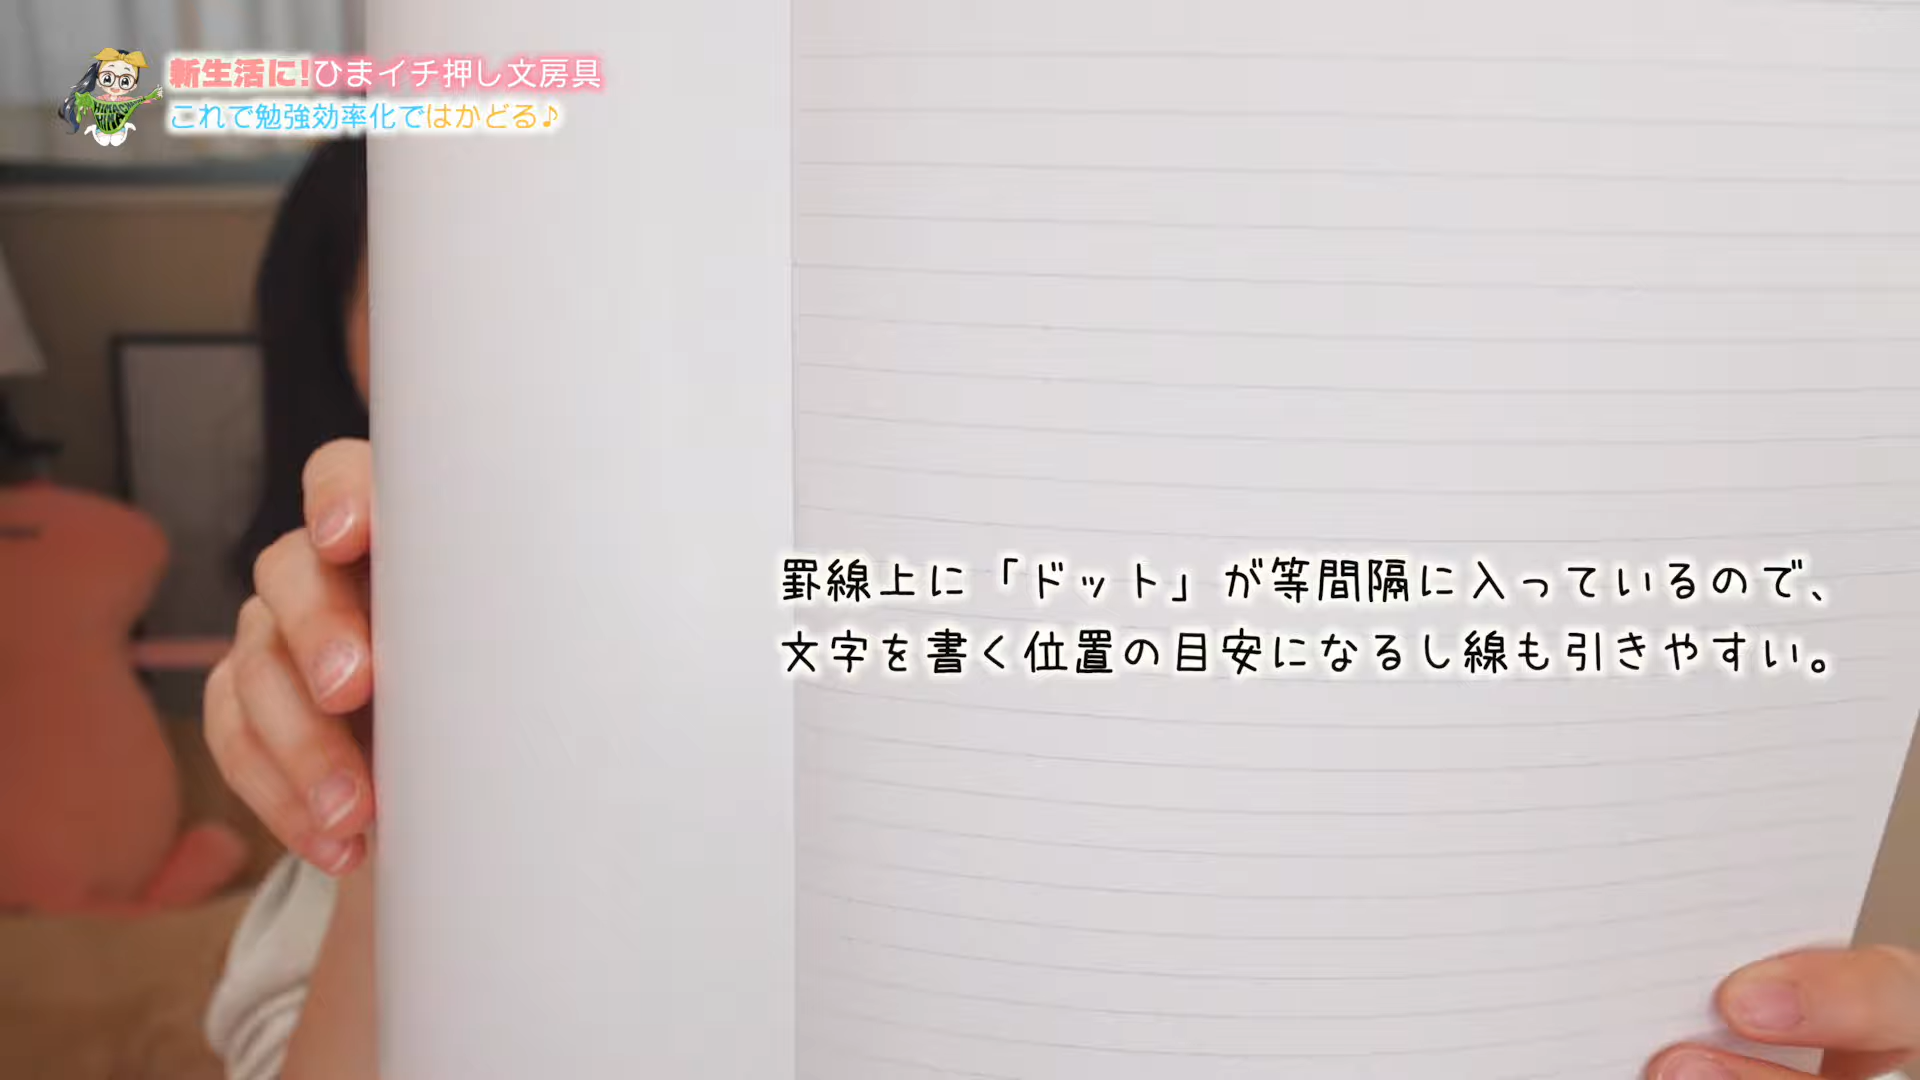 新生活に!ひまイチ押し文房具
これで勉強効率化ではかどる♪
罫線上に「ドット」が等間隔に入っているので、
文字を書く位置の目安になるし線も引きやすい。